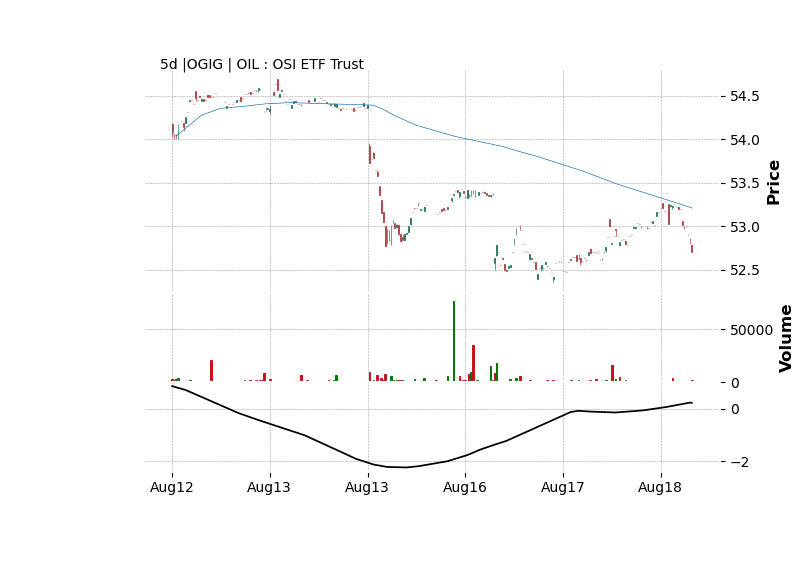 5d |OGIG | OIL : OSI ETF Trust
54.5
54.0
53.5
53.0
52.5
Price
50000
0
Volume
0
−2
Aug12
Aug13
Aug13
Aug16
Aug17
Aug18